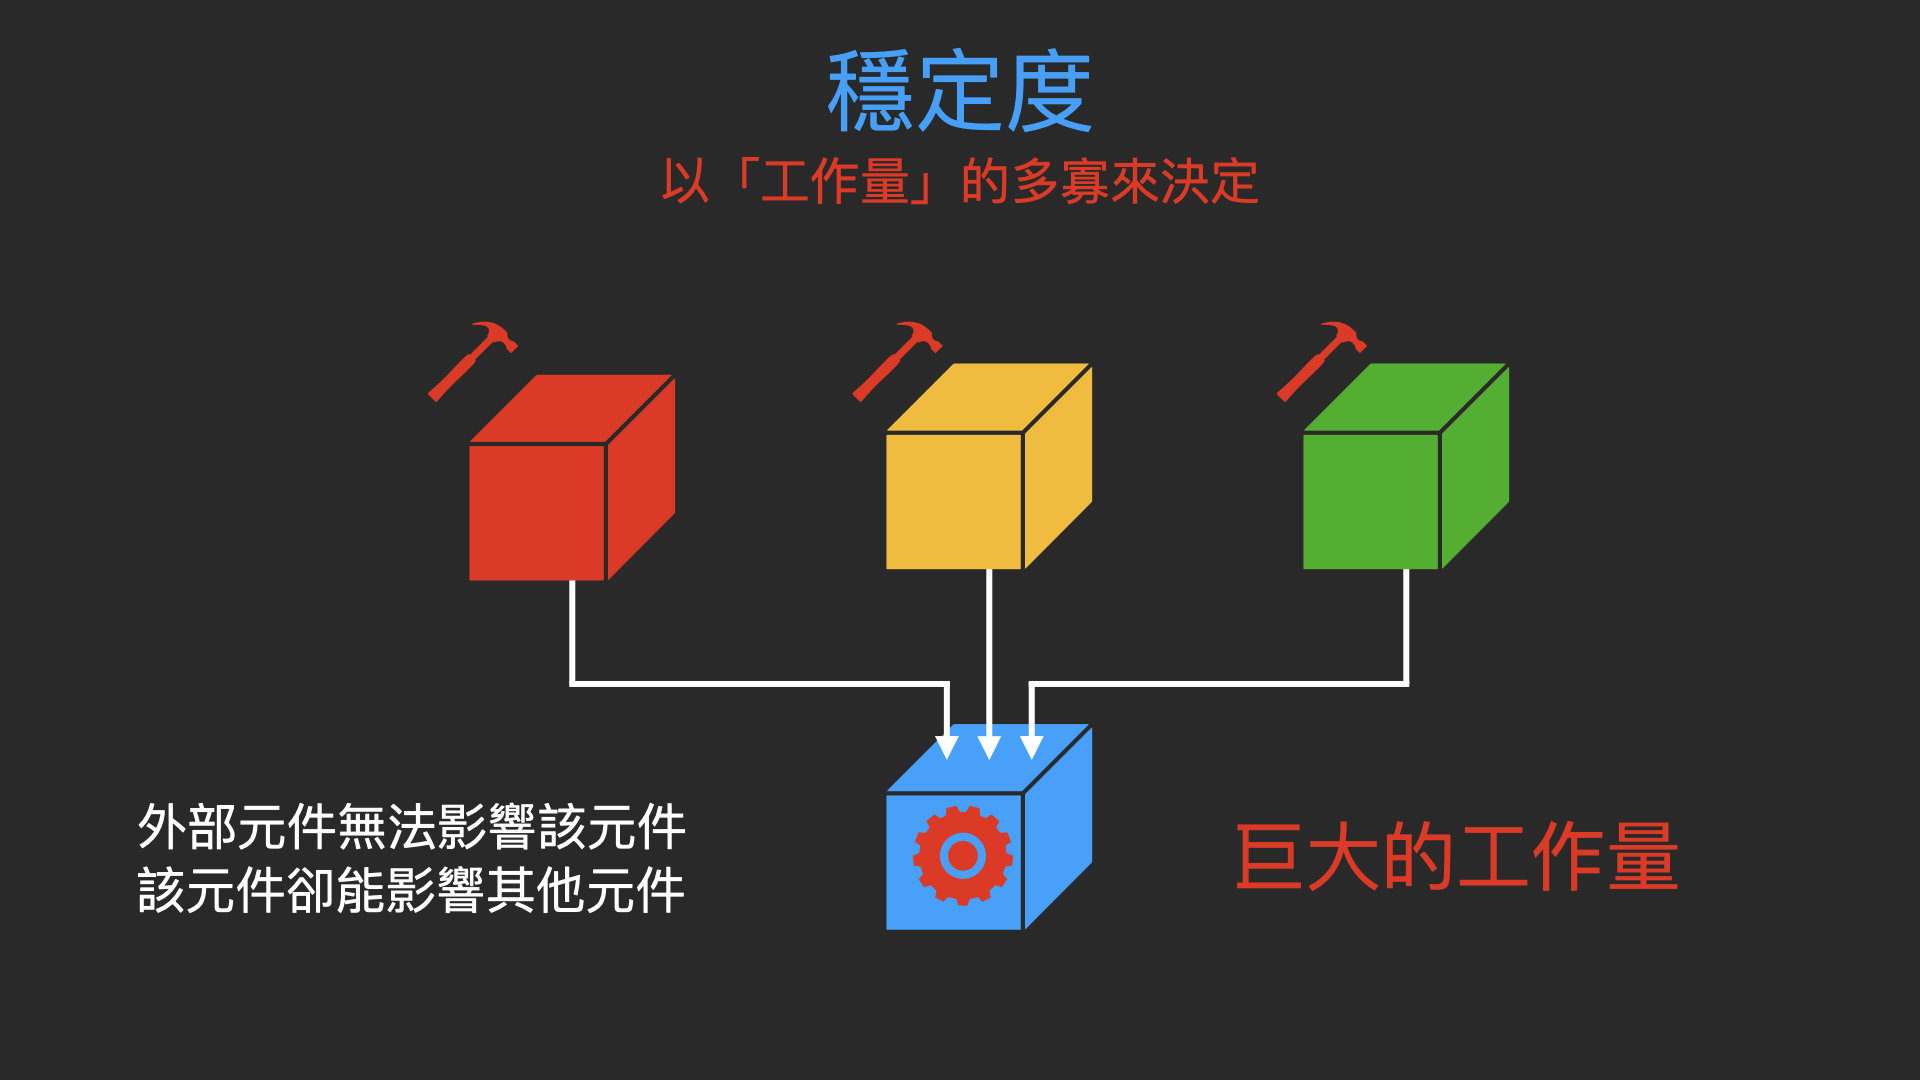 穩定度
以「工作量」的多寡來決定
外部元件無法影響該元件
該元件卻能影響其他元件
巨大的工作量